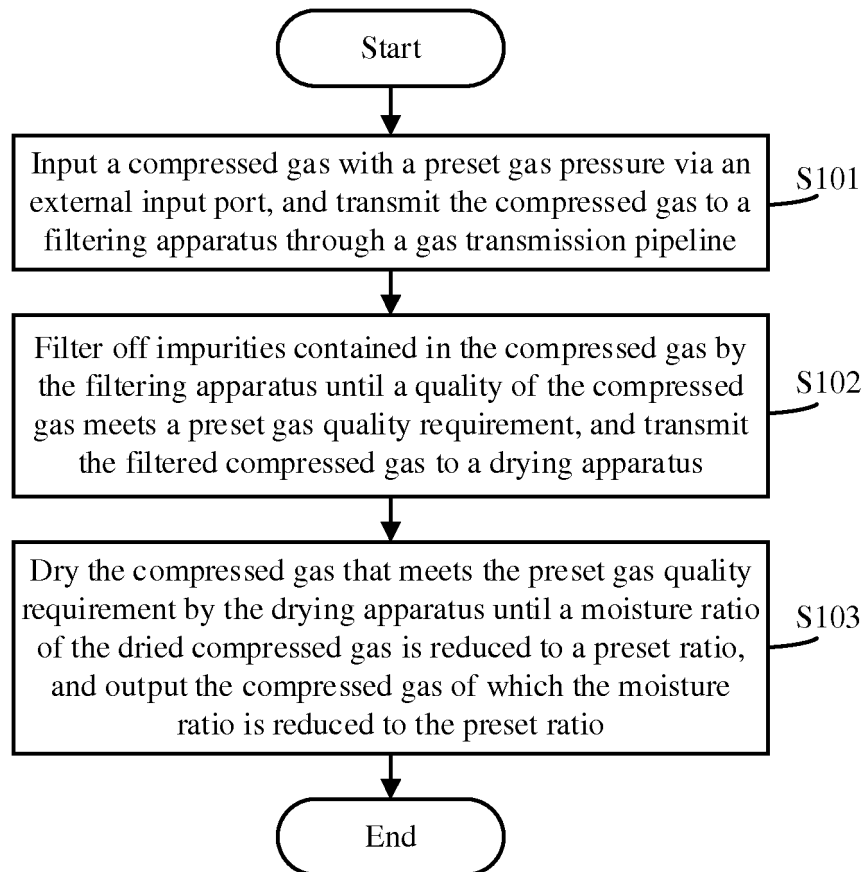 Start
Input a compressed gas with a preset gas pressure via an
external input port, and transmit the compressed gas to a
filtering apparatus through a gas transmission pipeline
S101
Filter off impurities contained in the compressed gas by
the filtering apparatus until a quality of the compressed
gas meets a preset gas quality requirement, and transmit
the filtered compressed gas to a drying apparatus
S102
Dry the compressed gas that meets the preset gas quality
requirement by the drying apparatus until a moisture ratio
of the dried compressed gas is reduced to a preset ratio,
and output the compressed gas of which the moisture
ratio is reduced to the preset ratio
S103
End